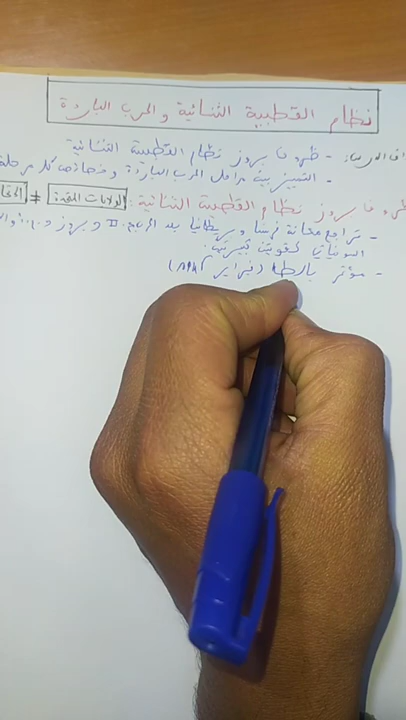 نظام القطبية الثنائية والحرب الباردة
- ظروف بروز نظام القطبية الثنائية
- التمييز بين مراحل الحرب الباردة وخصائص كل مرحلة
ظروف بروز نظام القطبية الثنائية: الولايات المتحدة ≠
- تراجع مكانة فرنسا وبريطانيا بعد الحرب ع. II وبروز و.م.أ
السوفياتي كقوتين كبيرتين.
- مؤتمر يالطا (فبراير